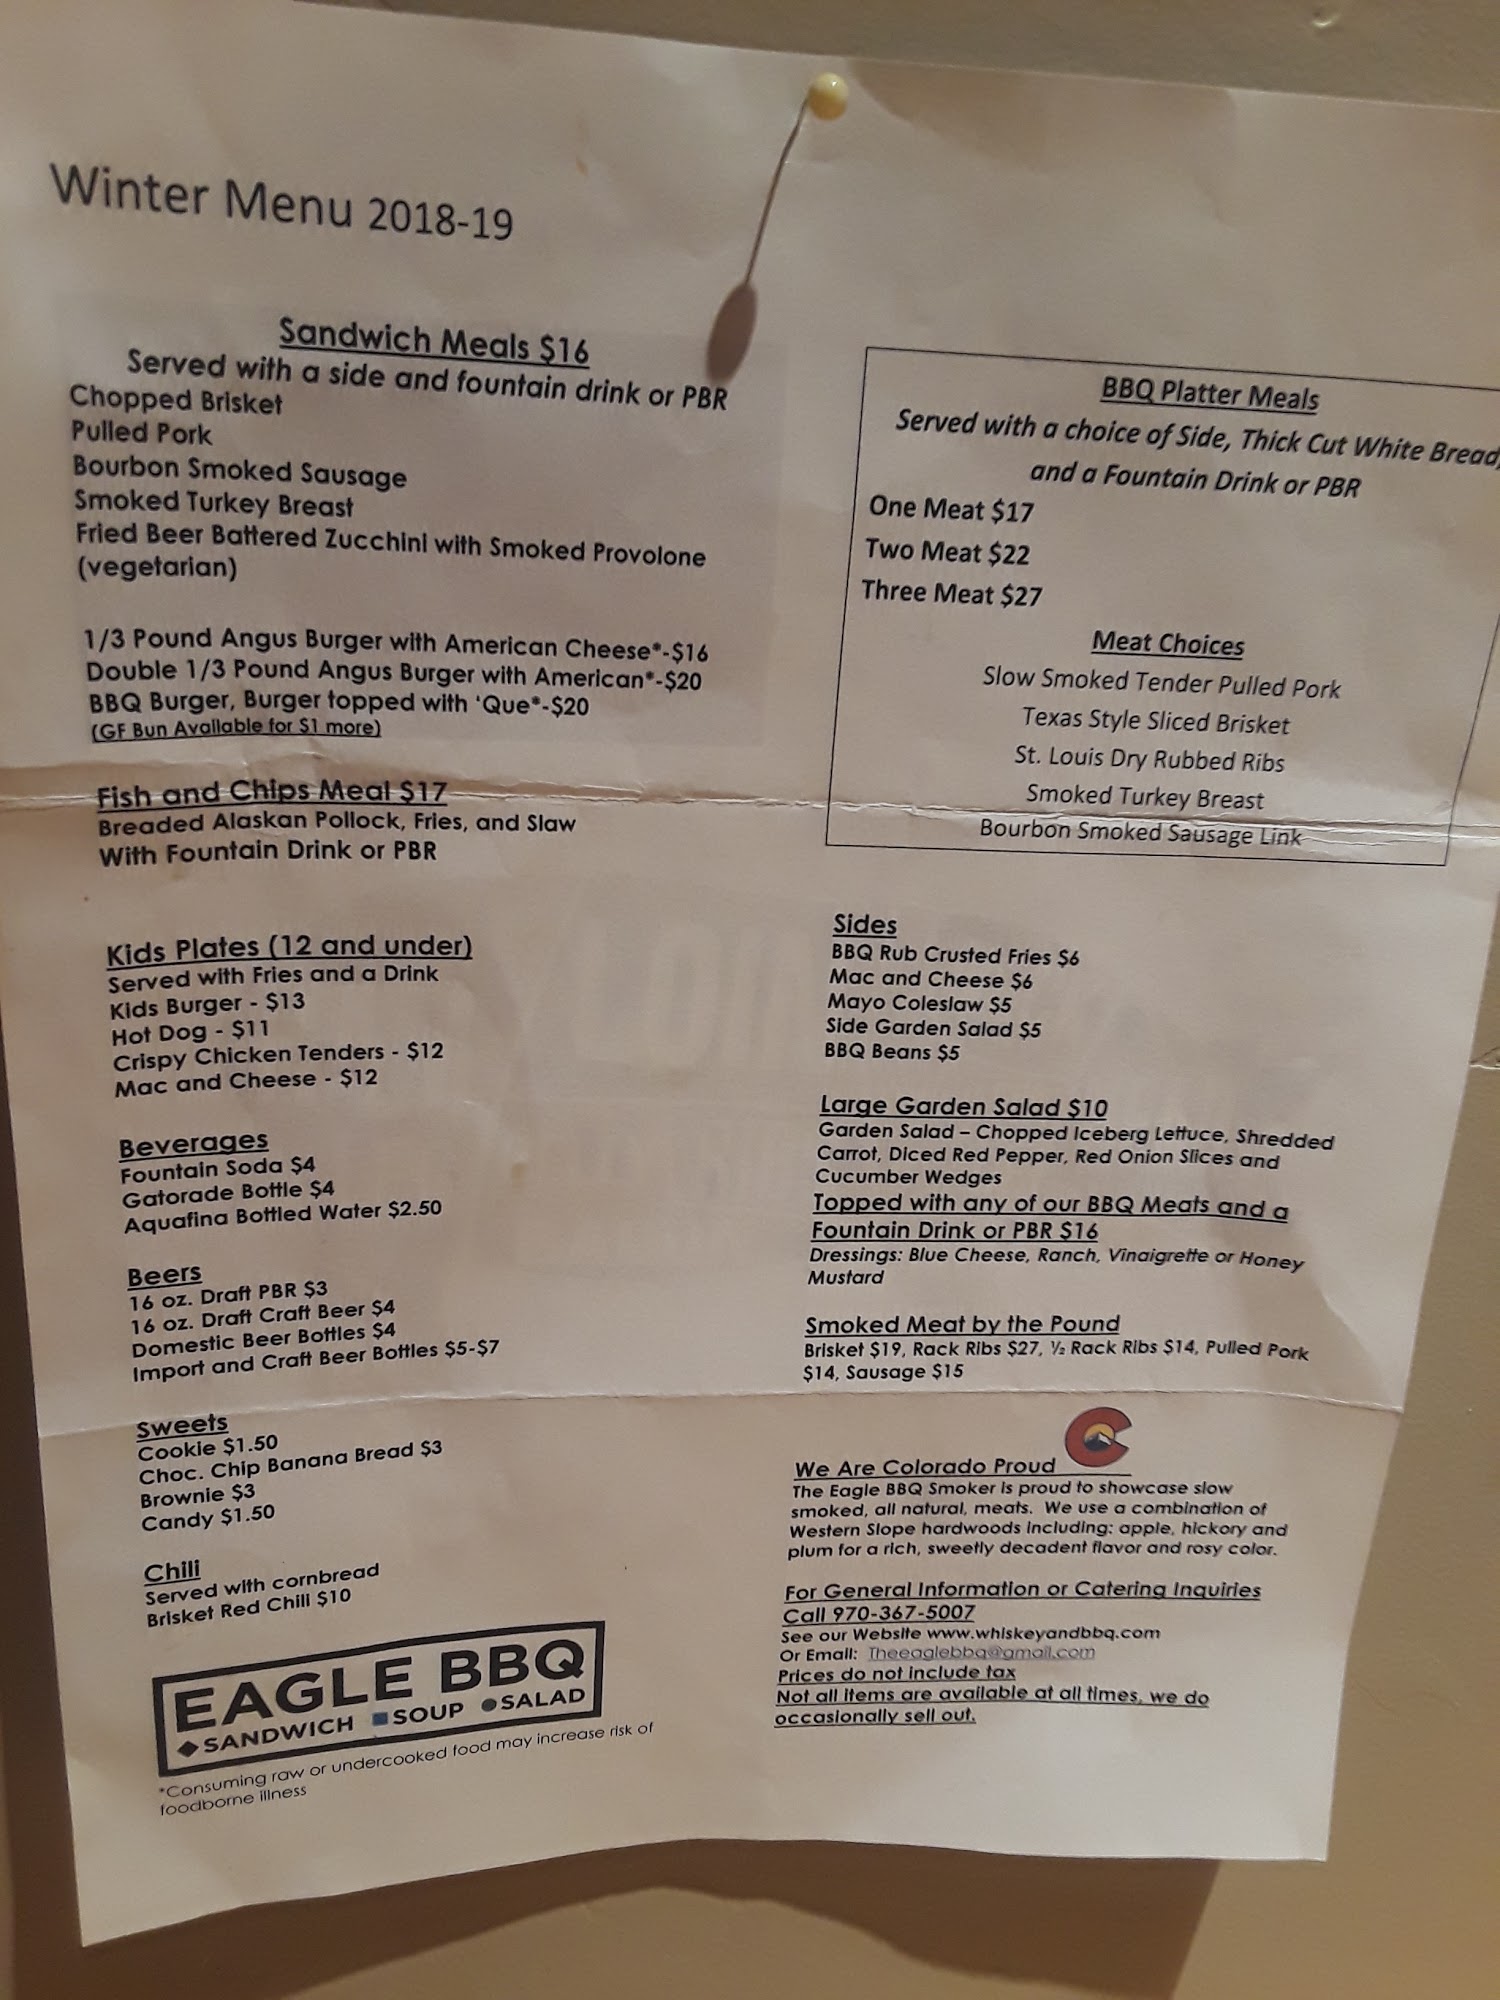 Winter Menu 2018-19
Sandwich Meals $16
Served with a side and fountain drink or PBR
Chopped Brisket
Pulled Pork
Bourbon Smoked Sausage
Smoked Turkey Breast
Fried Beer Battered Zucchini with Smoked Provolone
(vegetarian)
1/3 Pound Angus Burger with American Cheese*-$16
Double 1/3 Pound Angus Burger with American*-$20
BBQ Burger, Burger topped with 'Que*-$20
(GF Bun Available for $1 more)
Fish and Chips Meal $17
Breaded Alaskan Pollock, Fries, and Slaw
With Fountain Drink or PBR
Kids Plates (12 and under)
Served with Fries and a Drink
Kids Burger - $13
Hot Dog - $11
Crispy Chicken Tenders - $12
Mac and Cheese - $12
Beverages
Fountain Soda $4
Gatorade Bottle $4
Aquafina Bottled Water $2.50
Beers
16 oz. Draft PBR $3
16 oz. Draft Craft Beer $4
Domestic Beer Bottles $4
Import and Craft Beer Bottles $5-$7
Sweets
Cookie $1.50
Choc. Chip Banana Bread $3
Brownie $3
Candy $1.50
Chili
Served with cornbread
Brisket Red Chili $10
EAGLE BBQ
SANDWICH SOUP SALAD
*Consuming raw or undercooked food may increase risk of
foodborne illness
BBQ Platter Meals
Served with a choice of Side, Thick Cut White Bread,
and a Fountain Drink or PBR
One Meat $17
Two Meat $22
Three Meat $27
Meat Choices
Slow Smoked Tender Pulled Pork
Texas Style Sliced Brisket
St. Louis Dry Rubbed Ribs
Smoked Turkey Breast
Bourbon Smoked Sausage Link
Sides
BBQ Rub Crusted Fries $6
Mac and Cheese $6
Mayo Coleslaw $5
Side Garden Salad $5
BBQ Beans $5
Large Garden Salad $10
Garden Salad – Chopped Iceberg Lettuce, Shredded
Carrot, Diced Red Pepper, Red Onion Slices and
Cucumber Wedges
Topped with any of our BBQ Meats and a
Fountain Drink or PBR $16
Dressings: Blue Cheese, Ranch, Vinaigrette or Honey
Mustard
Smoked Meat by the Pound
Brisket $19, Rack Ribs $27, ½ Rack Ribs $14, Pulled Pork
$14, Sausage $15
We Are Colorado Proud
The Eagle BBQ Smoker is proud to showcase slow
smoked, all natural, meats. We use a combination of
Western Slope hardwoods including: apple, hickory and
plum for a rich, sweetly decadent flavor and rosy color.
For General Information or Catering Inquiries
Call 970-367-5007
See our Website www.whiskeyandbbq.com
Or Email: Theeaglebbq@gmail.com
Prices do not include tax
Not all items are available at all times, we do
occasionally sell out.